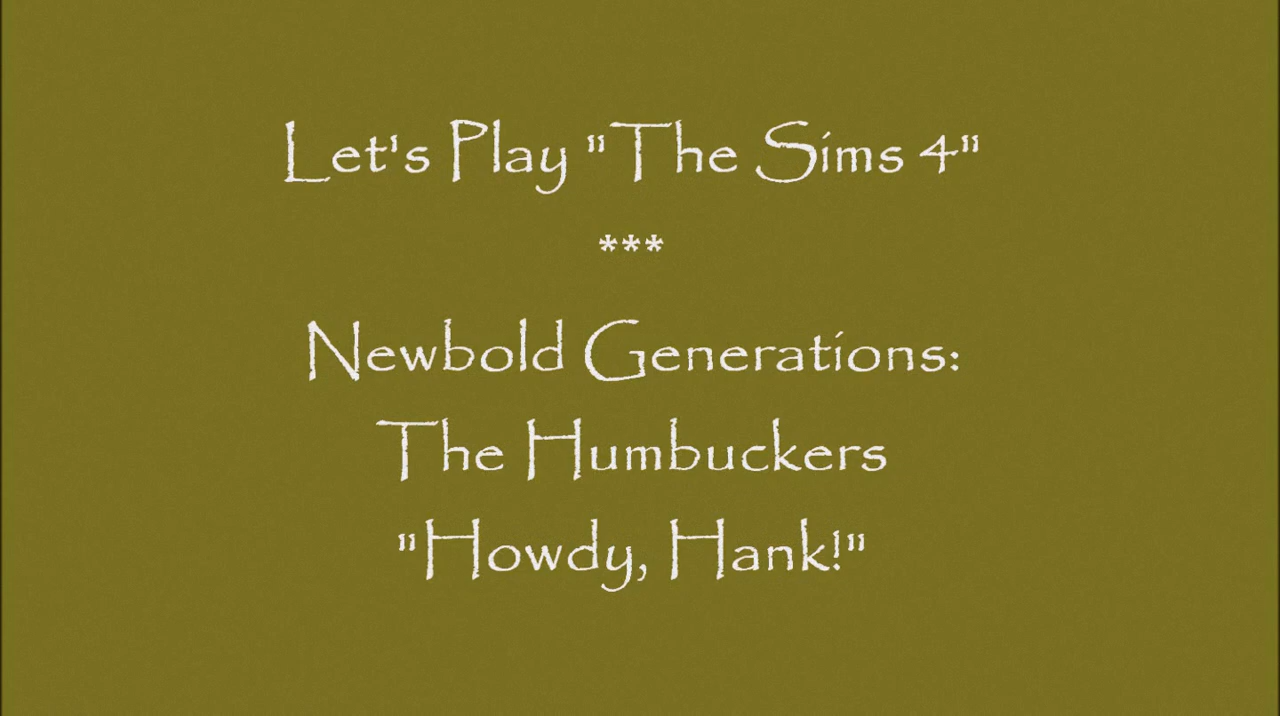 Let's Play "The Sims 4"
***
Newbold Generations:
The Humbuckers
"Howdy, Hank!"